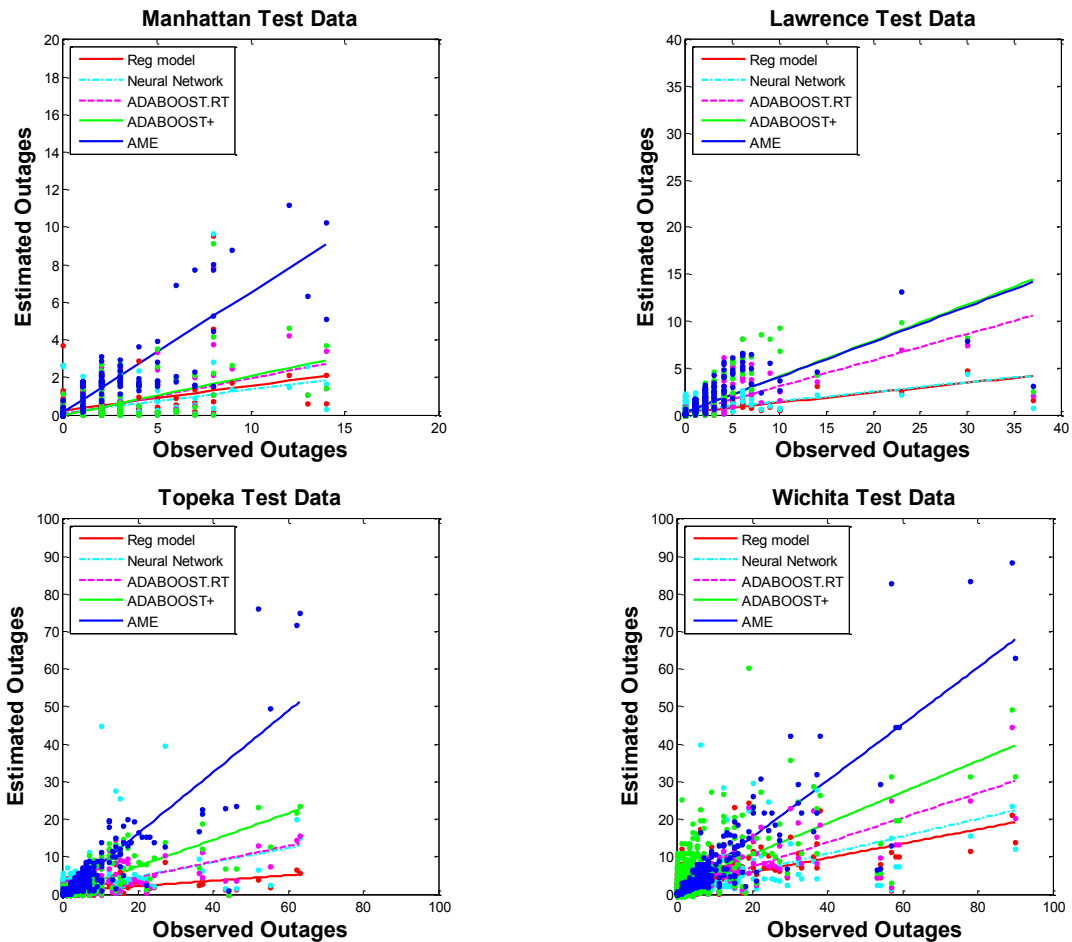 Manhattan Test Data
20
18
16
14
12
10
8
6
4
2
0
Estimated Outages
Reg model
Neural Network
ADABOOST.RT
ADABOOST+
AME
0 5 10 15 20
Observed Outages
Lawrence Test Data
40
35
30
25
20
15
10
5
0
Estimated Outages
Reg model
Neural Network
ADABOOST.RT
ADABOOST+
AME
0 5 10 15 20 25 30 35 40
Observed Outages
Topeka Test Data
100
90
80
70
60
50
40
30
20
10
0
Estimated Outages
Reg model
Neural Network
ADABOOST.RT
ADABOOST+
AME
0 20 40 60 80 100
Observed Outages
Wichita Test Data
100
90
80
70
60
50
40
30
20
10
0
Estimated Outages
Reg model
Neural Network
ADABOOST.RT
ADABOOST+
AME
0 20 40 60 80 100
Observed Outages